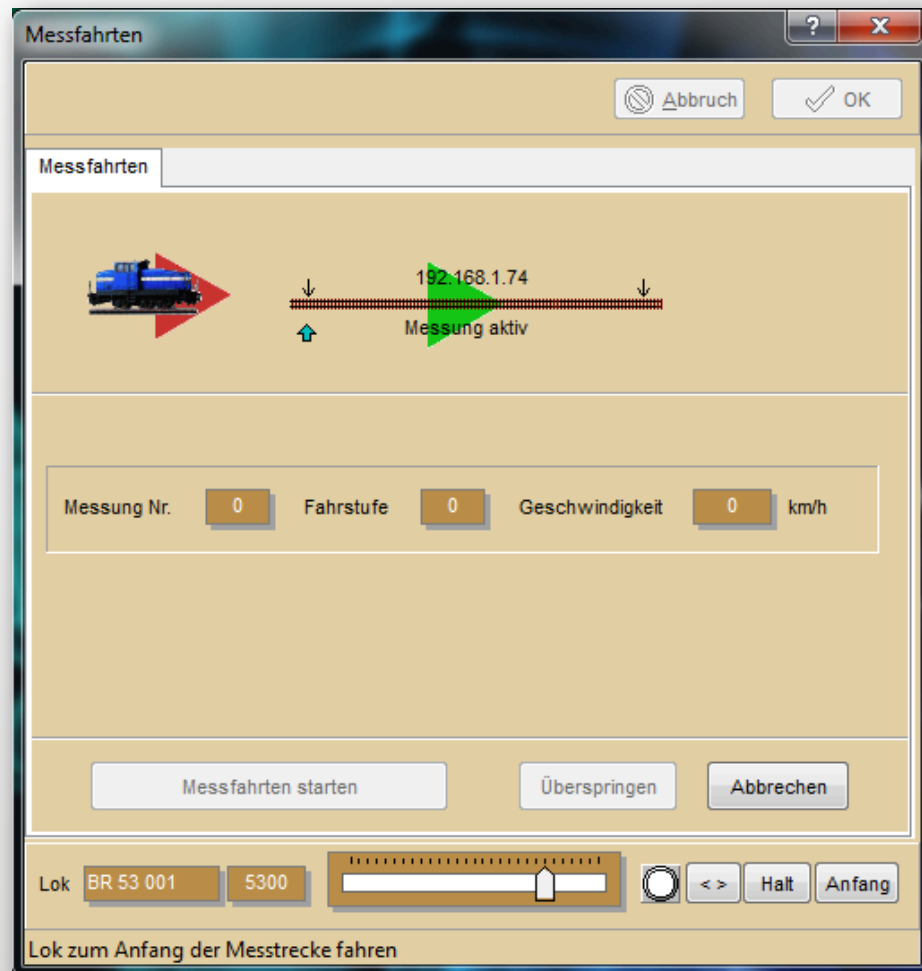 Messfahrten
?
X
Abbruch
OK
Messfahrten
192.168.1.74
Messung aktiv
Messung Nr. 0 Fahrstufe 0 Geschwindigkeit 0 km/h
Messfahrten starten
Überspringen
Abbrechen
Lok BR 53 001 5300 < > Halt Anfang
Lok zum Anfang der Messtrecke fahren